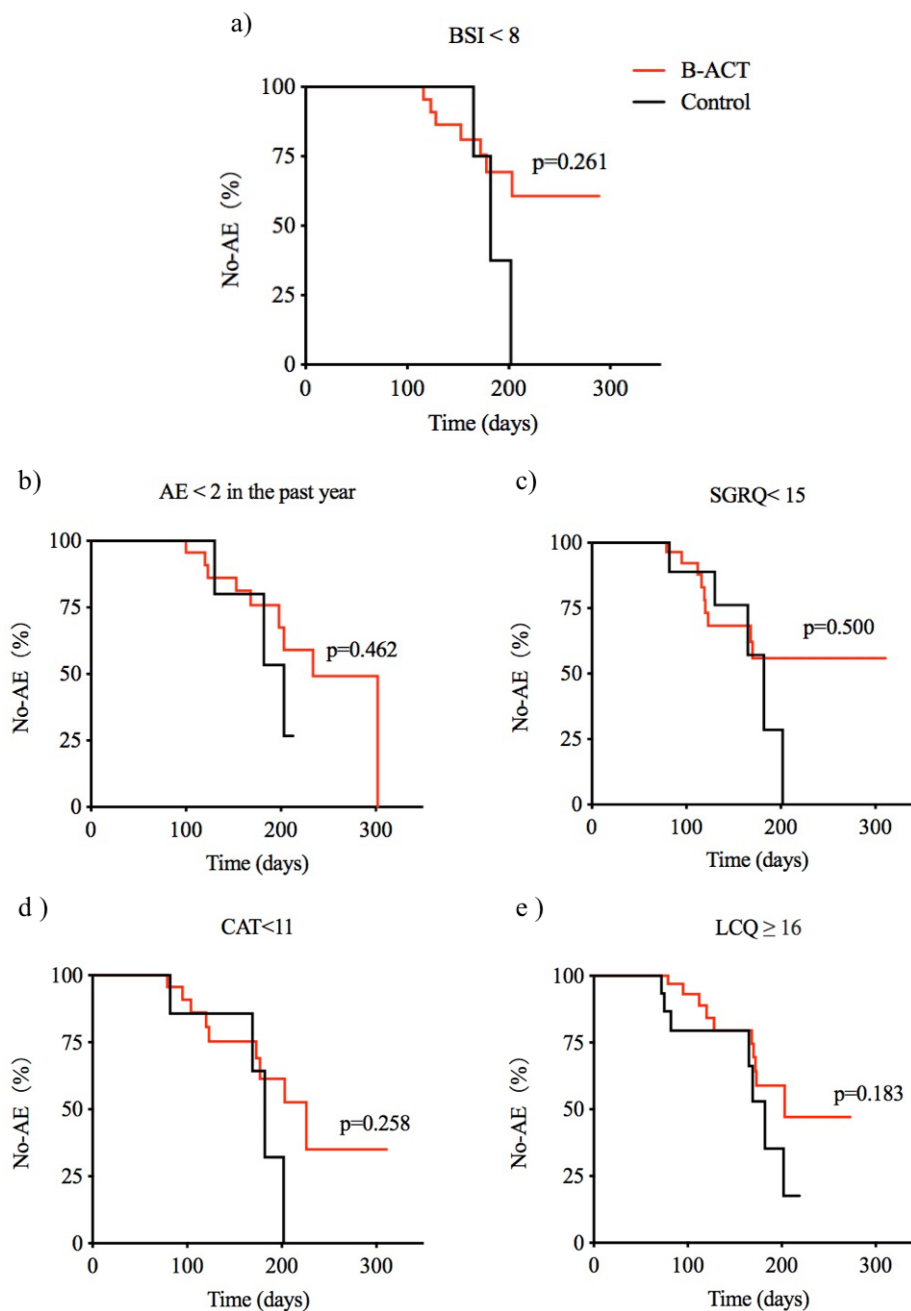 a)
BSI < 8
B-ACT
Control
100
75
50
25
0
No-AE (%)
p=0.261
0 100 200 300
Time (days)
b)
AE < 2 in the past year
100
75
50
25
0
No-AE (%)
p=0.462
0 100 200 300
Time (days)
c)
SGRQ< 15
100
75
50
25
0
No-AE (%)
p=0.500
0 100 200 300
Time (days)
d )
CAT<11
100
75
50
25
0
No-AE (%)
p=0.258
0 100 200 300
Time (days)
e )
LCQ ≥ 16
100
75
50
25
0
No-AE (%)
p=0.183
0 100 200 300
Time (days)